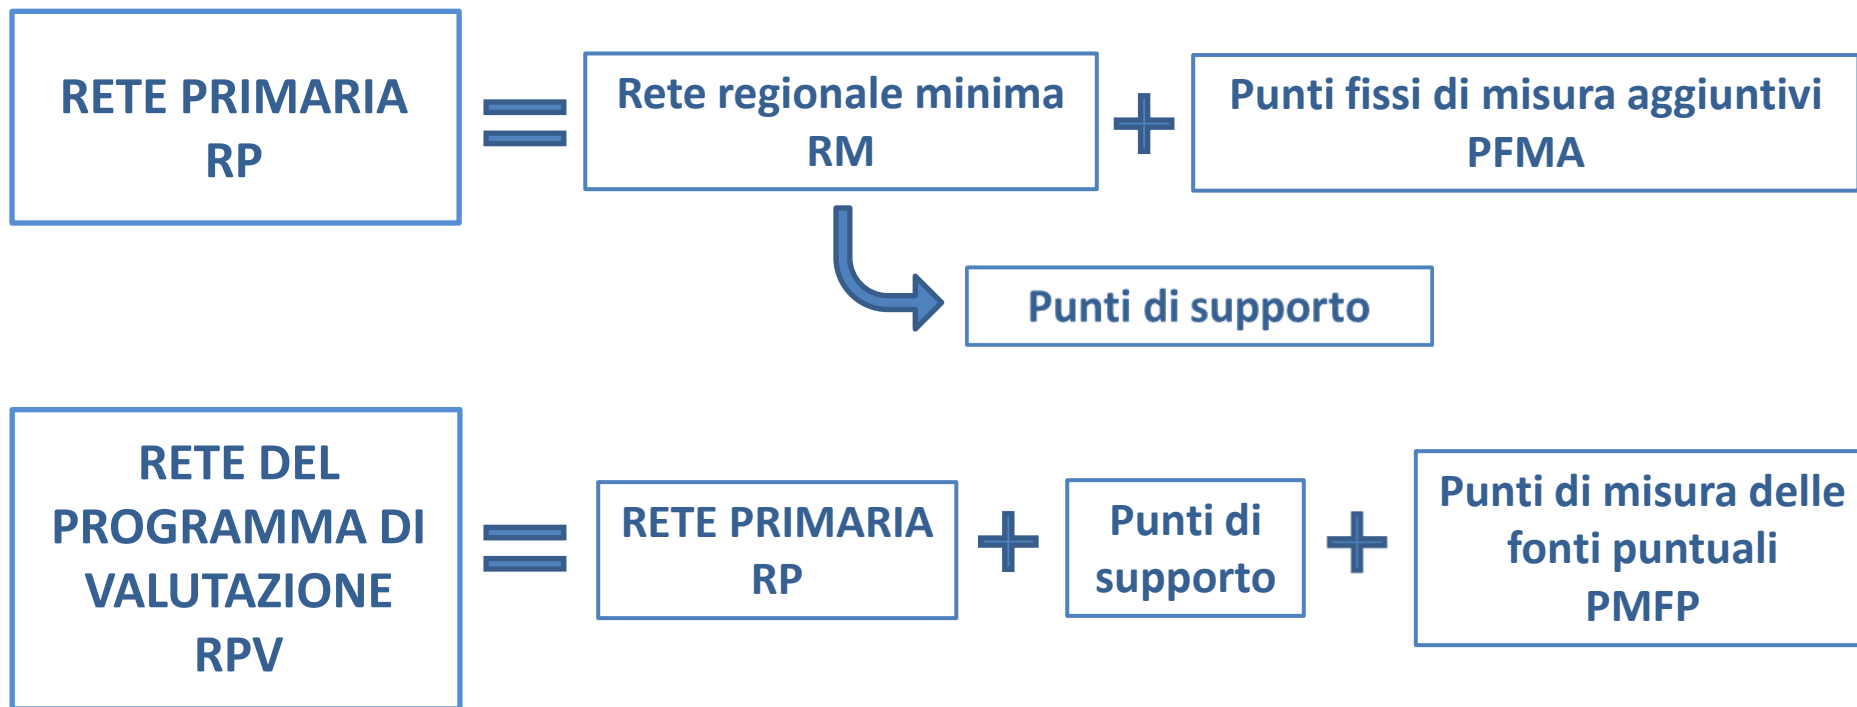 RETE PRIMARIA
RP
Rete regionale minima
RM
Punti fissi di misura aggiuntivi
PFMA
Punti di supporto
RETE DEL
PROGRAMMA DI
VALUTAZIONE
RPV
RETE PRIMARIA
RP
Punti di
supporto
Punti di misura delle
fonti puntuali
PMFP